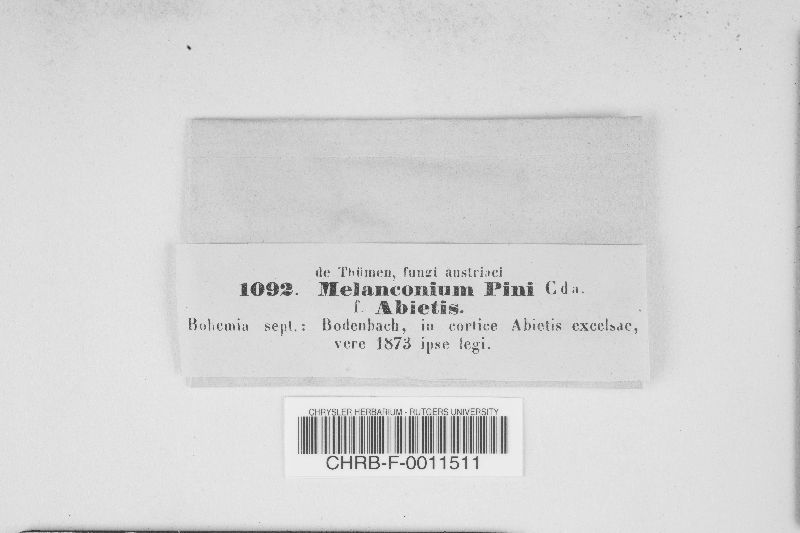 de Thümen, fungi austriaci
1092. Melanconium Pini Cda.
f. Abietis.
Bohemia sept.: Bodenbach, in cortice Abietis excelsae,
vere 1873 ipse legi.
CHRYSLER HERBARIUM - RUTGERS UNIVERSITY
CHRB-F-0011511